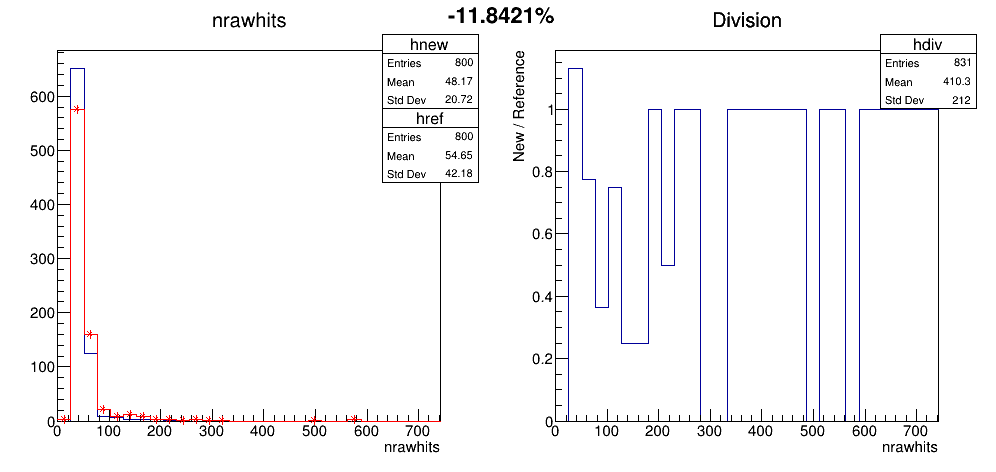 -11.8421%
nrawhits
hnew
Entries 800
Mean 48.17
Std Dev 20.72
href
Entries 800
Mean 54.65
Std Dev 42.18
600
500
400
300
200
100
0
0 100 200 300 400 500 600 700
nrawhits
Division
hdiv
Entries 831
Mean 410.3
Std Dev 212
New / Reference
1
0.8
0.6
0.4
0.2
0
0 100 200 300 400 500 600 700
nrawhits